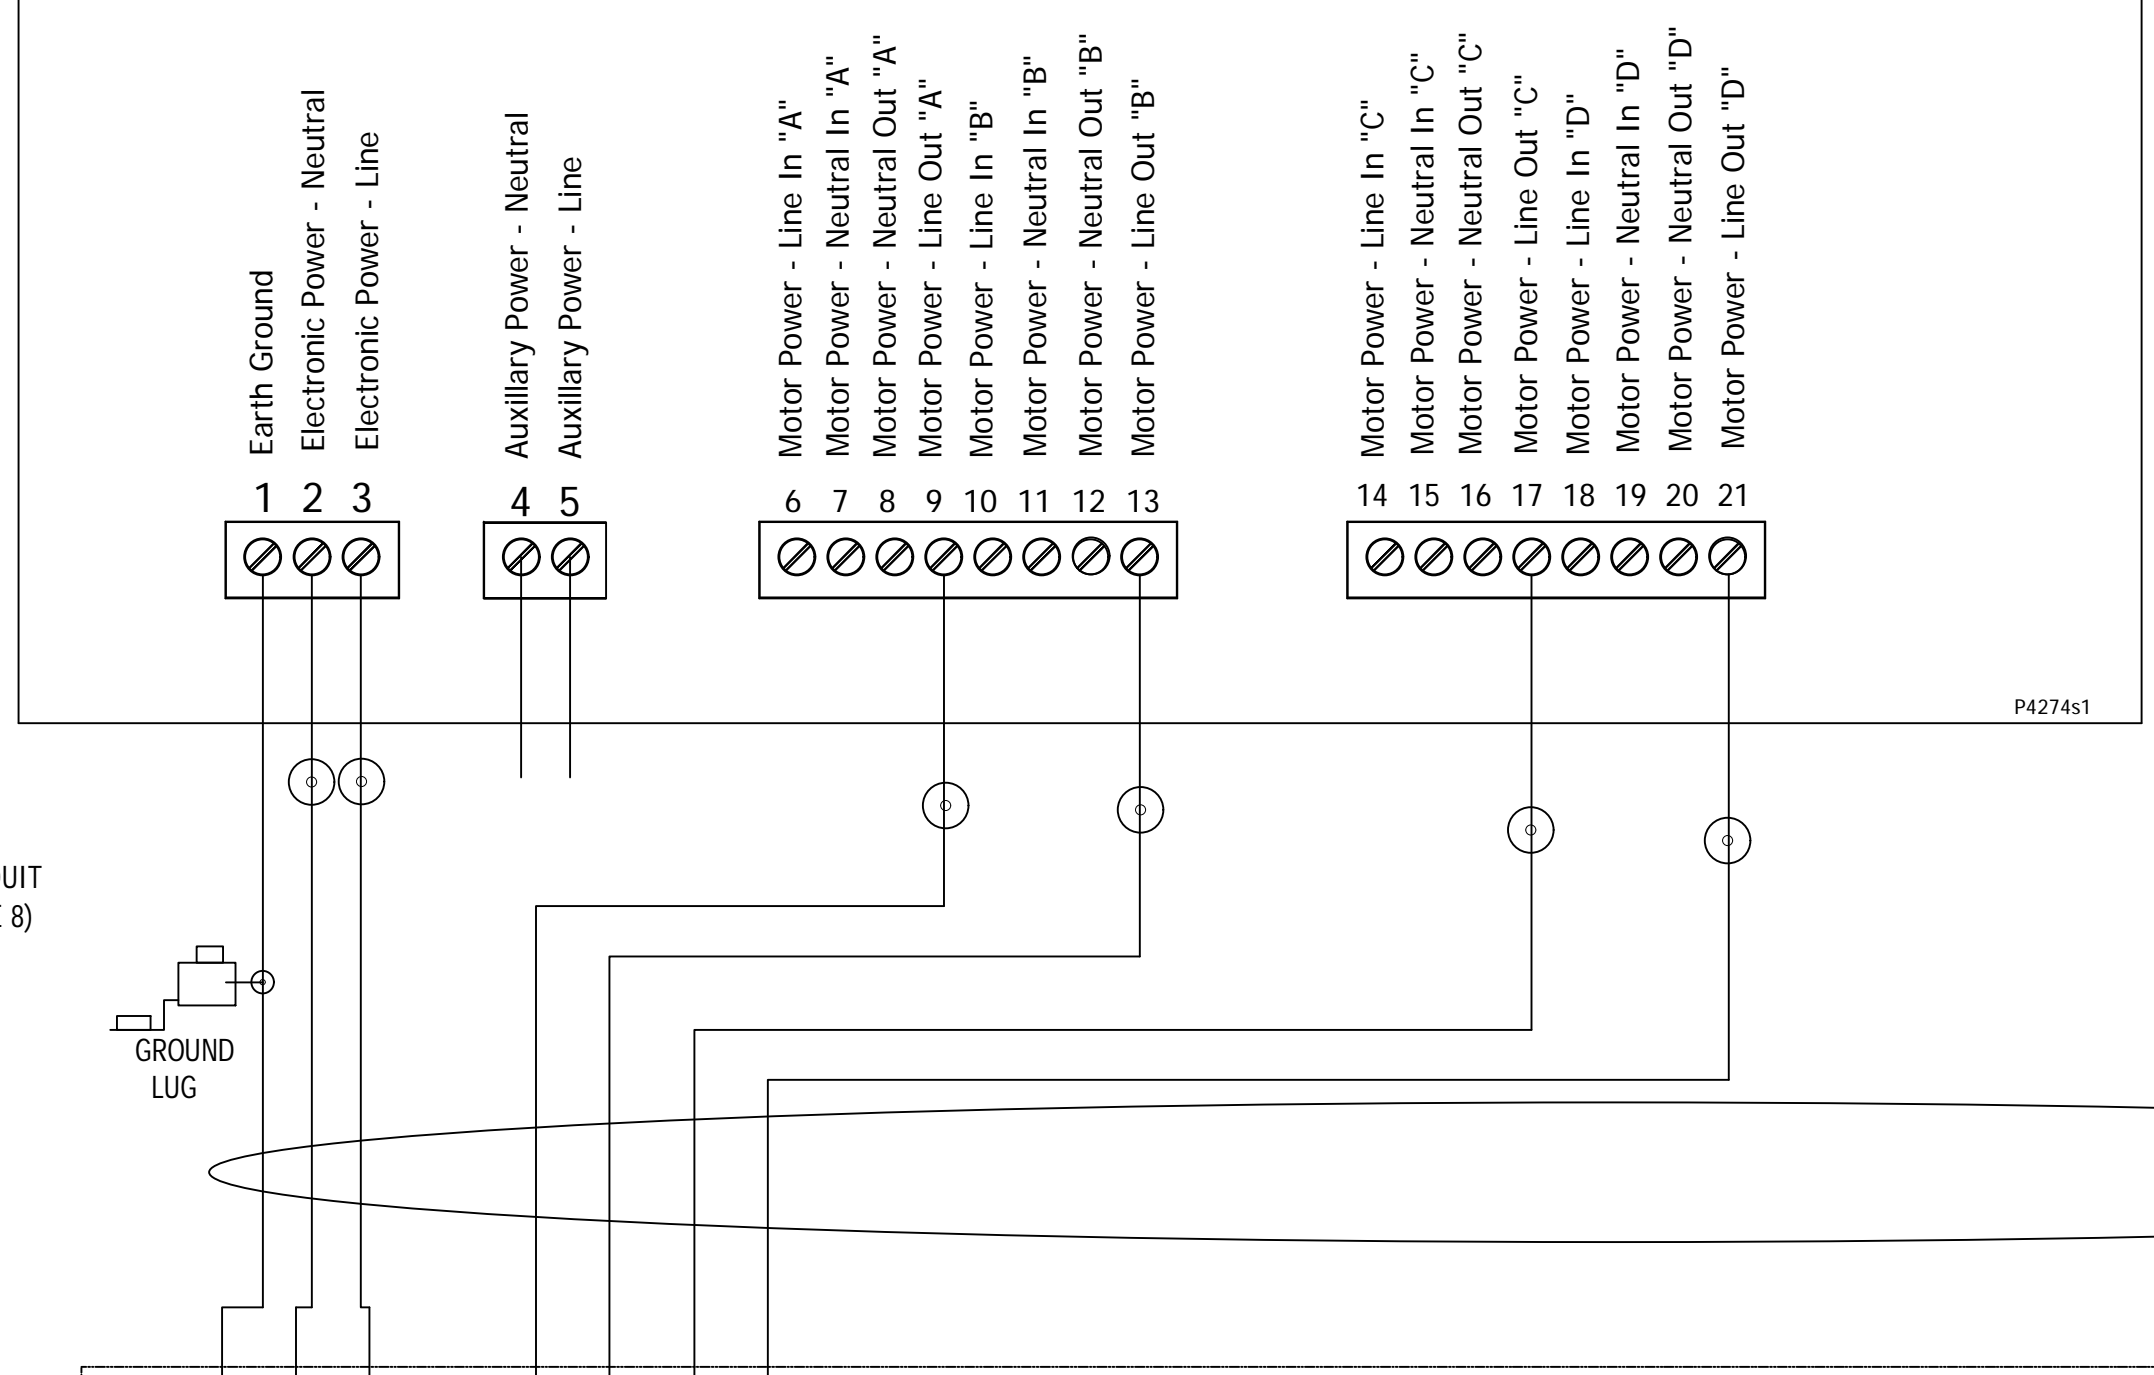 Earth Ground
Electronic Power - Neutral
Electronic Power - Line
Auxillary Power - Neutral
Auxillary Power - Line
Motor Power - Line In "A"
Motor Power - Neutral In "A"
Motor Power - Neutral Out "A"
Motor Power - Line Out "A"
Motor Power - Line In "B"
Motor Power - Neutral In "B"
Motor Power - Neutral Out "B"
Motor Power - Line Out "B"
Motor Power - Line In "C"
Motor Power - Neutral In "C"
Motor Power - Neutral Out "C"
Motor Power - Line Out "C"
Motor Power - Line In "D"
Motor Power - Neutral In "D"
Motor Power - Neutral Out "D"
Motor Power - Line Out "D"
1 2 3 4 5 6 7 8 9 10 11 12 13 14 15 16 17 18 19 20 21
P4274s1
UIT
8)
GROUND
LUG